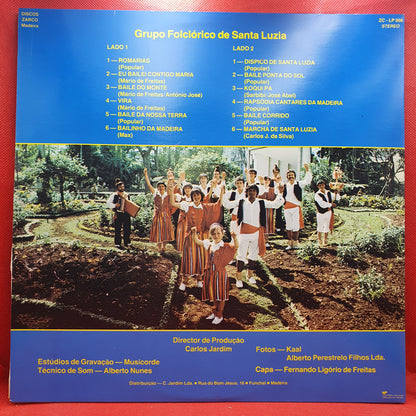 DISCOS
ZARCO
Madeira
Grupo Folclórico de Santa Luzia
ZC - LP 308
STEREO
LADO 1
1 — ROMARIAS
(Popular)
2 — EU BAILEI CONTIGO MARIA
(Mário de Freitas)
3 — BAILE DO MONTE
(Mário de Freitas/António José)
4 — VIRA
(Mário de Freitas)
5 — BAILE DA NOSSA TERRA
(Popular)
6 — BAILINHO DA MADEIRA
(Max)
LADO 2
1 — DISPIÇO DE SANTA LUZIA
(Popular)
2 — BAILE PONTA DO SOL
(Popular)
3 — KOQUI PA
José Abel)
4 — RAPSÓDIA CANTARES DA MADEIRA
(Popular)
5 — BAILE CORRIDO
(Popular)
6 — MARCHA DE SANTA LUZIA
(Carlos J. da Silva)
Director de Produção
Carlos Jardim
Estúdios de Gravação — Musicorde
Técnico de Som — Alberto Nunes
Fotos — Kaal
Alberto Perestrelo Filhos Lda.
Capa — Fernando Ligório de Freitas
Distribuição — C. Jardim Lda. • Rua do Bom Jesus, 16 • Funchal • Madeira